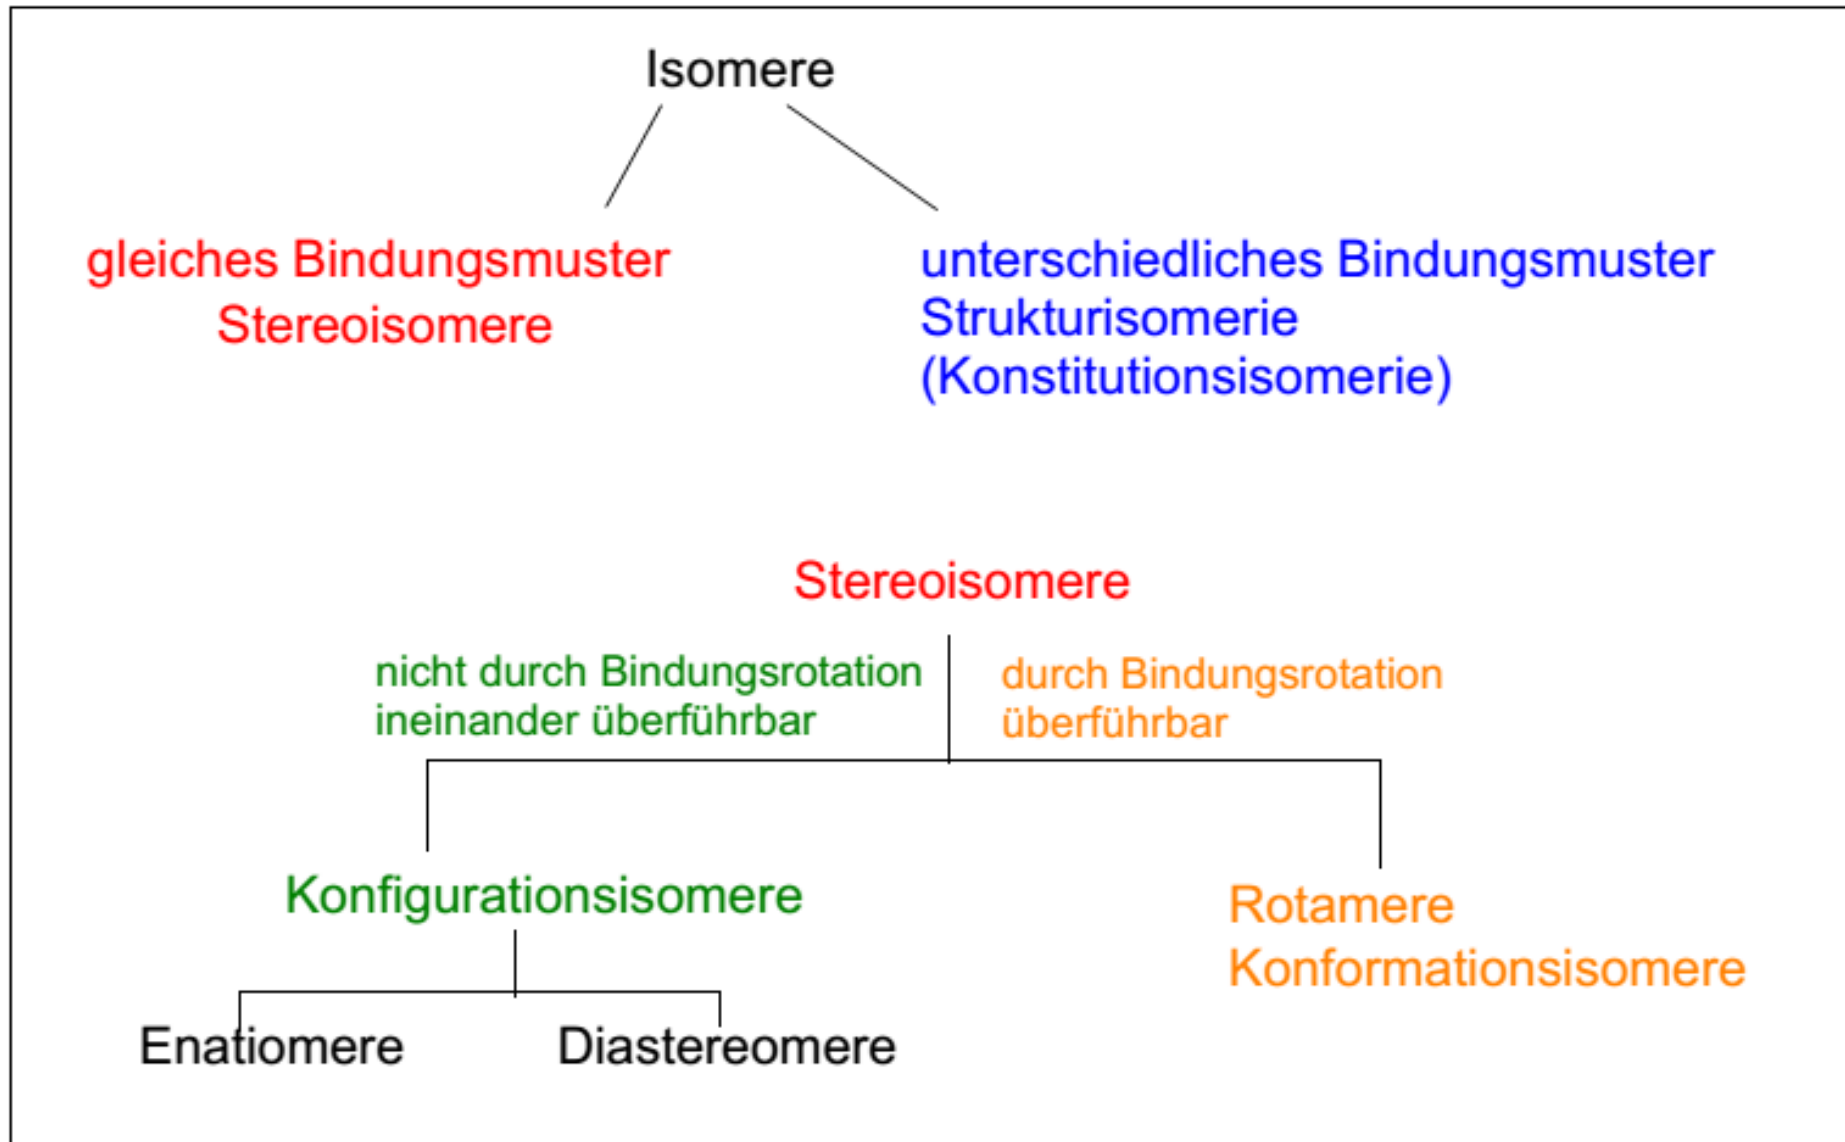 Isomere
gleiches Bindungsmuster
Stereoisomere
unterschiedliches Bindungsmuster
Strukturisomerie
(Konstitutionsisomerie)
Stereoisomere
nicht durch Bindungsrotation
ineinander überführbar
durch Bindungsrotation
überführbar
Konfigurationsisomere
Rotamere
Konformationsisomere
Enatiomere
Diastereomere